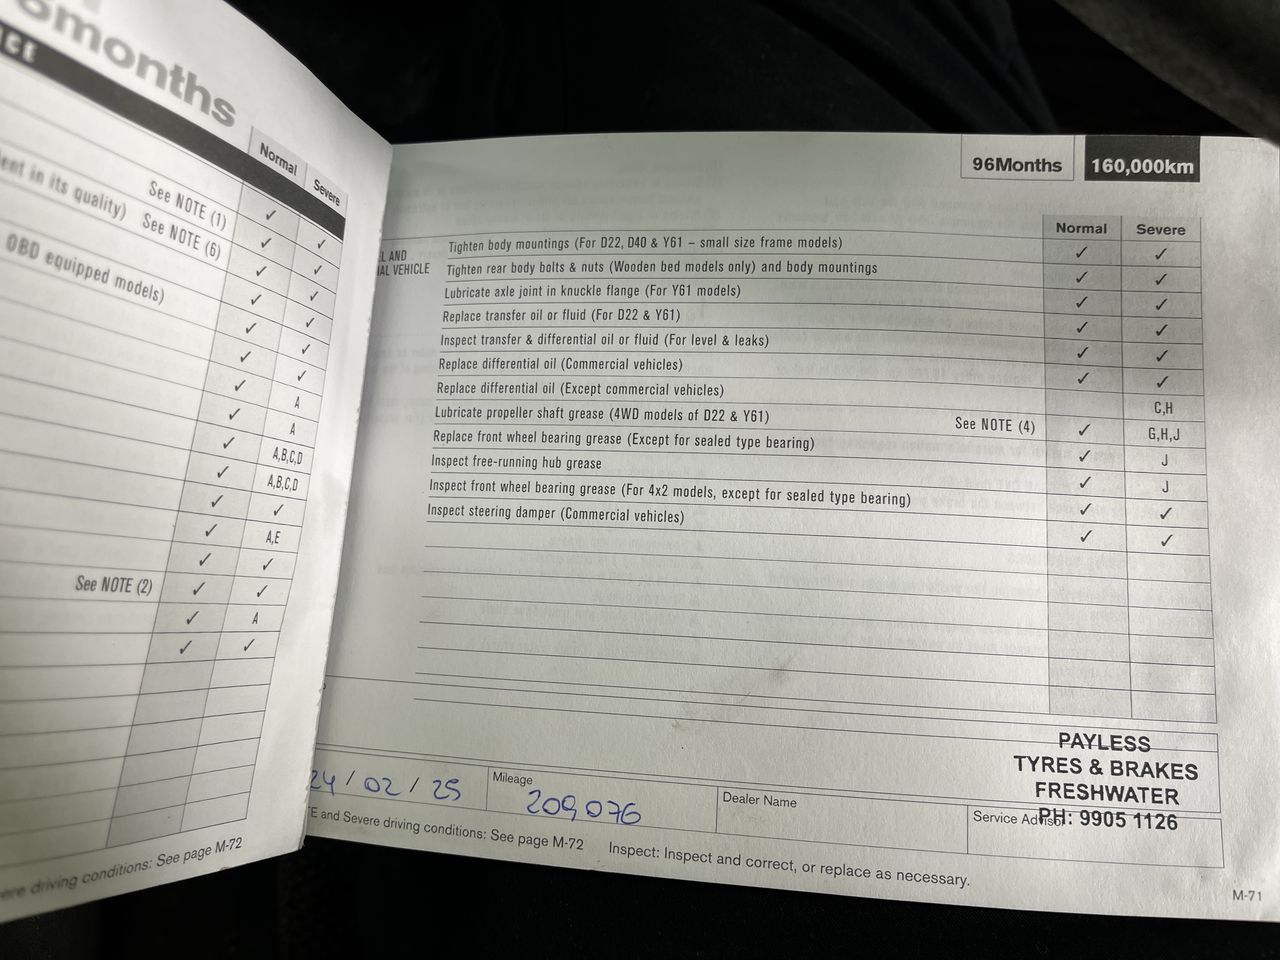 6months
CE
Normal
Severe
See NOTE (1)
✓
ent in its quality)
See NOTE (6)
✓
✓
✓
✓
OBD equipped models)
✓
✓
✓
✓
✓
✓
✓
✓
A
✓
A
✓
A,B,C,D
✓
A,B,C,D
✓
✓
✓
A,E
✓
✓
See NOTE (2)
✓
✓
✓
A
✓
✓
ere driving conditions: See page M-72
96Months
160,000km
Normal
Severe
L AND
AL VEHICLE
Tighten body mountings (For D22, D40 & Y61 – small size frame models) ✓ ✓
Tighten rear body bolts & nuts (Wooden bed models only) and body mountings ✓ ✓
Lubricate axle joint in knuckle flange (For Y61 models) ✓ ✓
Replace transfer oil or fluid (For D22 & Y61) ✓ ✓
Inspect transfer & differential oil or fluid (For level & leaks) ✓ ✓
Replace differential oil (Commercial vehicles) ✓ ✓
Replace differential oil (Except commercial vehicles) C,H
Lubricate propeller shaft grease (4WD models of D22 & Y61) See NOTE (4) ✓ G,H,J
Replace front wheel bearing grease (Except for sealed type bearing) ✓ J
Inspect free-running hub grease ✓ J
Inspect front wheel bearing grease (For 4x2 models, except for sealed type bearing) ✓ ✓
Inspect steering damper (Commercial vehicles) ✓ ✓
PAYLESS
TYRES & BRAKES
FRESHWATER
PH: 9905 1126
24/02/25
Mileage
209,076
Dealer Name
Service Advisor
TE and Severe driving conditions: See page M-72
Inspect: Inspect and correct, or replace as necessary.
M-71